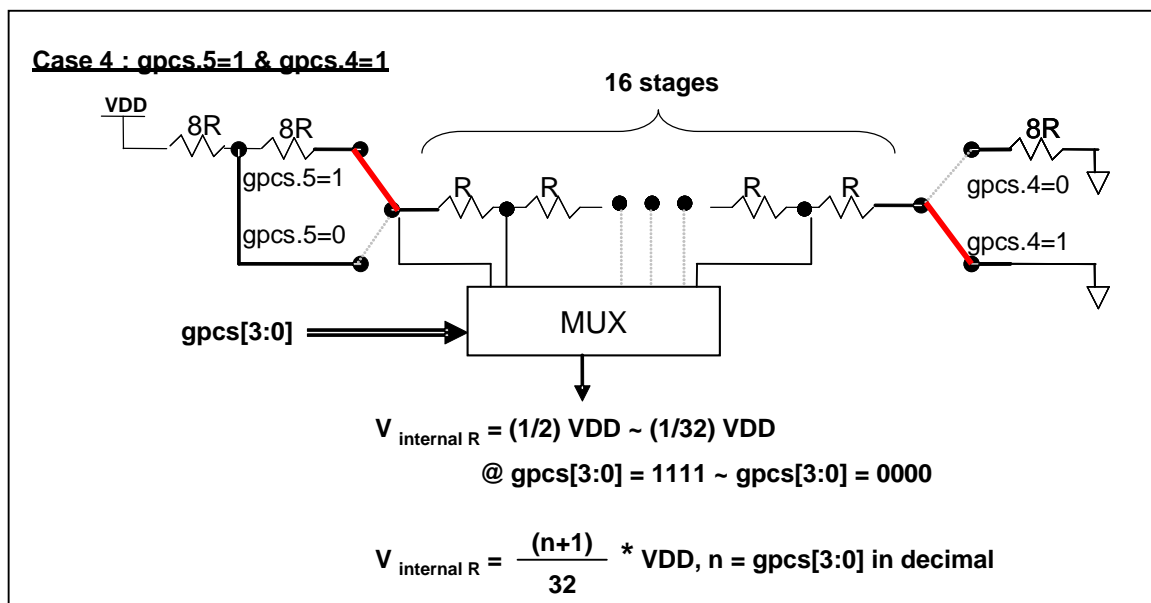 Case 4 : gpcs.5=1 & gpcs.4=1
16 stages
VDD
8R
8R
8R
gpcs.5=1
R
R
R
R
gpcs.4=0
gpcs.5=0
gpcs.4=1
gpcs[3:0]
MUX
V internal R = (1/2) VDD ~ (1/32) VDD
@ gpcs[3:0] = 1111 ~ gpcs[3:0] = 0000
V internal R = (n+1) / 32 * VDD, n = gpcs[3:0] in decimal